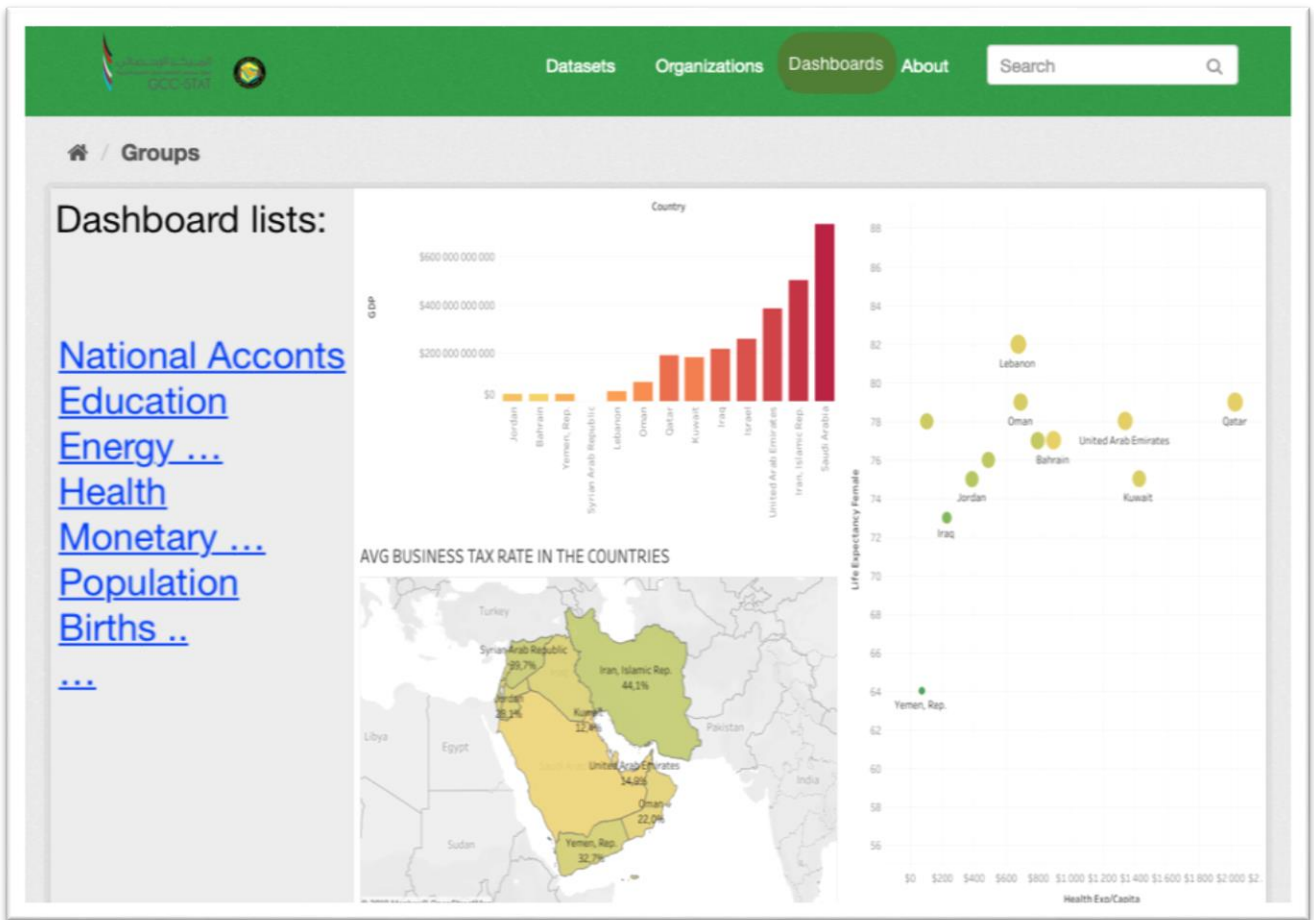 GCC-STAT
Datasets Organizations Dashboards About Search
/ Groups
Dashboard lists:
National Acconts
Education
Energy ...
Health
Monetary ...
Population
Births ..
...
Country
GDP
$600 000 000 000
$400 000 000 000
$200 000 000 000
$0
Jordan
Bahrain
Yemen, Rep.
Syrian Arab Republic
Lebanon
Oman
Qatar
Kuwait
Iraq
Israel
United Arab Emirates
Iran, Islamic Rep.
Saudi Arabia
AVG BUSINESS TAX RATE IN THE COUNTRIES
Turkey
Syrian Arab Republic
39,7%
Iraq
Iran, Islamic Rep.
44,1%
Jordan
Kuwait
12,4%
Libya
Egypt
Pakistan
United Arab Emirates
14,9%
India
Oman
22,0%
Sudan
Yemen, Rep.
32,7%
Life Expectancy Female
88
86
84
82
80
78
76
74
72
70
68
66
64
62
60
58
56
Lebanon
Oman
Qatar
United Arab Emirates
Bahrain
Jordan
Kuwait
Iraq
Yemen, Rep.
$0 $200 $400 $600 $800 $1 000 $1 200 $1 400 $1 600 $1 800 $2 000 $2
Health Exp/Capita